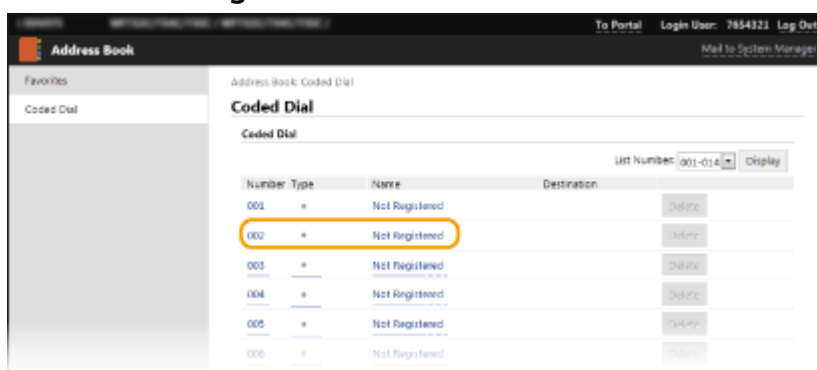 To Portal Login User: 7654321 Log Out
Address Book
Mail to System Manager
Favorites
Coded Dial
Address Book: Coded Dial
Coded Dial
Coded Dial
List Number: 001-014 Display
Number Type Name Destination
001 Not Registered Delete
002 Not Registered Delete
003 Not Registered Delete
004 Not Registered Delete
005 Not Registered Delete
006 Not Registered Delete